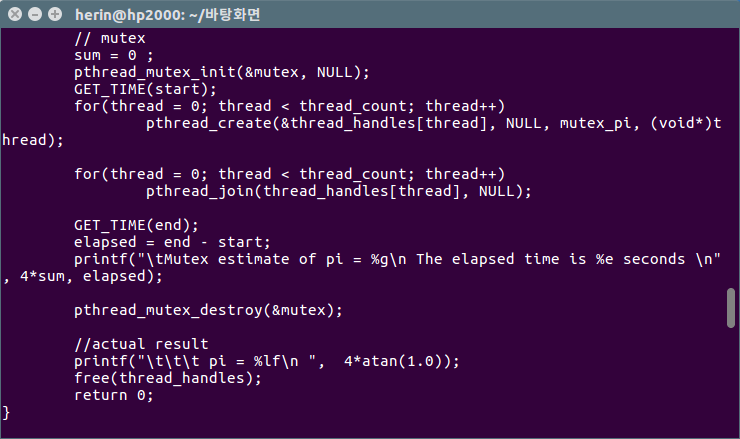 herin@hp2000: ~/바탕화면
        // mutex
        sum = 0 ;
        pthread_mutex_init(&mutex, NULL);
        GET_TIME(start);
        for(thread = 0; thread < thread_count; thread++)
                pthread_create(&thread_handles[thread], NULL, mutex_pi, (void*)t
hread);

        for(thread = 0; thread < thread_count; thread++)
                pthread_join(thread_handles[thread], NULL);

        GET_TIME(end);
        elapsed = end - start;
        printf("\tMutex estimate of pi = %g\n The elapsed time is %e seconds \n"
, 4*sum, elapsed);

        pthread_mutex_destroy(&mutex);

        //actual result
        printf("\t\t\t pi = %lf\n ",  4*atan(1.0));
        free(thread_handles);
        return 0;
}